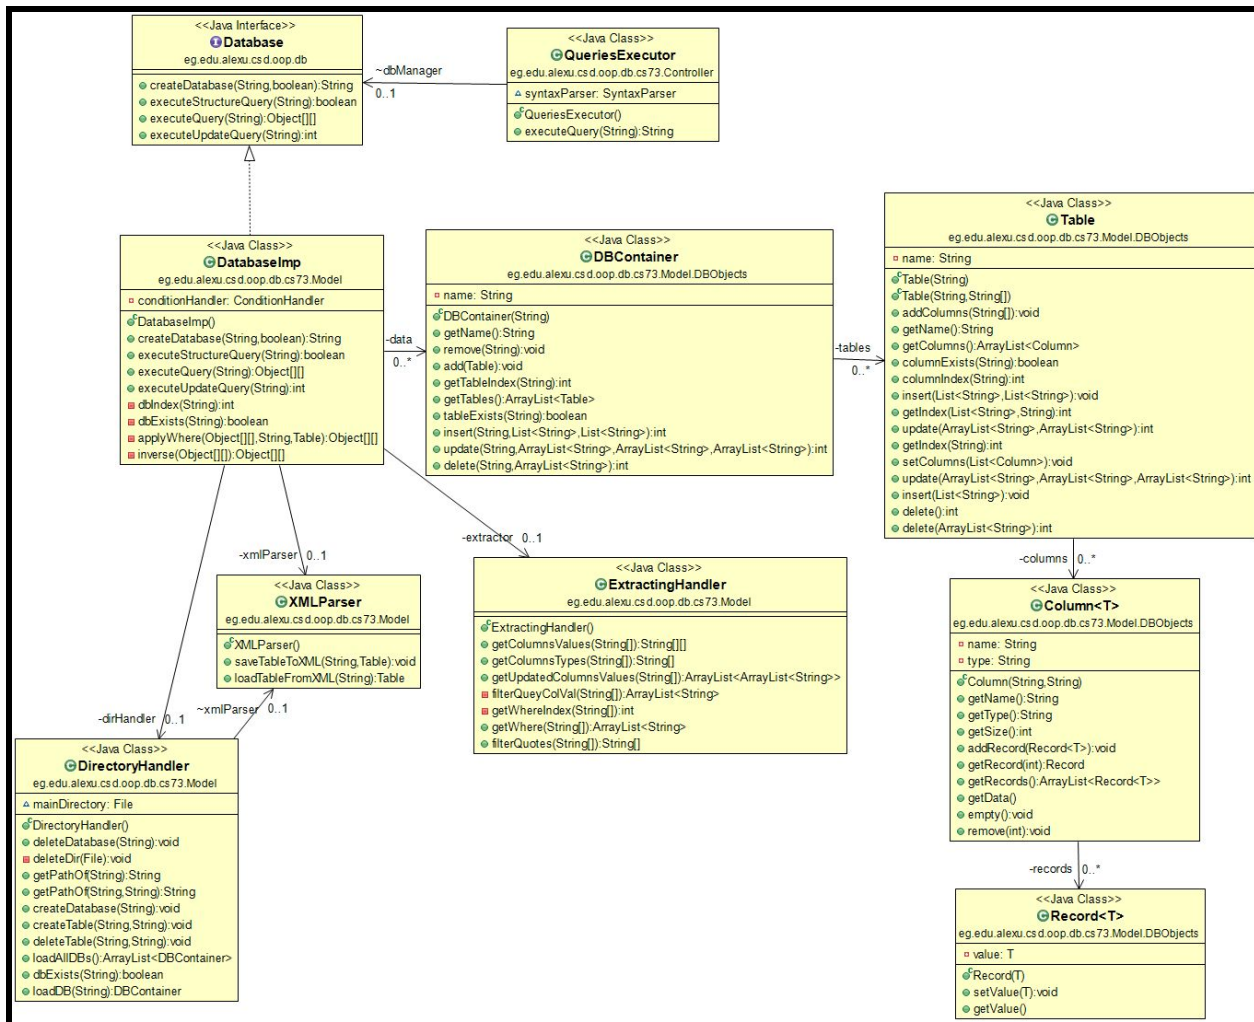 <<Java Interface>>
Database
eg.edu.alexu.csd.oop.db
createDatabase(String,boolean):String
executeStructureQuery(String):boolean
executeQuery(String):Object[][]
executeUpdateQuery(String):int
~dbManager
0..1
<<Java Class>>
QueriesExecutor
eg.edu.alexu.csd.oop.db.cs73.Controller
syntaxParser: SyntaxParser
QueriesExecutor()
executeQuery(String):String
<<Java Class>>
DatabaseImp
eg.edu.alexu.csd.oop.db.cs73.Model
conditionHandler: ConditionHandler
DatabaseImp()
createDatabase(String,boolean):String
executeStructureQuery(String):boolean
executeQuery(String):Object[][]
executeUpdateQuery(String):int
dbIndex(String):int
dbExists(String):boolean
applyWhere(Object[][],String,Table):Object[][]
inverse(Object[][]):Object[][]
-data
0..*
<<Java Class>>
DBContainer
eg.edu.alexu.csd.oop.db.cs73.Model.DBObjects
name: String
DBContainer(String)
getName():String
remove(String):void
add(Table):void
getTableIndex(String):int
getTables():ArrayList<Table>
tableExists(String):boolean
insert(String,List<String>,List<String>):int
update(String,ArrayList<String>,ArrayList<String>,ArrayList<String>):int
delete(String,ArrayList<String>):int
-tables
0..*
<<Java Class>>
Table
eg.edu.alexu.csd.oop.db.cs73.Model.DBObjects
name: String
Table(String)
Table(String,String[])
addColumns(String[]):void
getName():String
getColumns():ArrayList<Column>
columnExists(String):boolean
columnIndex(String):int
insert(List<String>,List<String>):void
getIndex(List<String>,String):int
update(ArrayList<String>,ArrayList<String>):int
getIndex(String):int
setColumns(List<Column>):void
update(ArrayList<String>,ArrayList<String>,ArrayList<String>):int
insert(List<String>):void
delete():int
delete(ArrayList<String>):int
-xmlParser 0..1
-extractor 0..1
-columns 0..*
<<Java Class>>
XMLParser
eg.edu.alexu.csd.oop.db.cs73.Model
XMLParser()
saveTableToXML(String,Table):void
loadTableFromXML(String):Table
<<Java Class>>
ExtractingHandler
eg.edu.alexu.csd.oop.db.cs73.Model
ExtractingHandler()
getColumnsValues(String[]):String[][]
getColumnsTypes(String[]):String[]
getUpdatedColumnsValues(String[]):ArrayList<ArrayList<String>>
filterQueyColVal(String[]):ArrayList<String>
getWhereIndex(String[]):int
getWhere(String[]):ArrayList<String>
filterQuotes(String[]):String[]
<<Java Class>>
Column<T>
eg.edu.alexu.csd.oop.db.cs73.Model.DBObjects
name: String
type: String
Column(String,String)
getName():String
getType():String
getSize():int
addRecord(Record<T>):void
getRecord(int):Record
getRecords():ArrayList<Record<T>>
getData()
empty():void
remove(int):void
-dirHandler 0..1
~xmlParser 0..1
<<Java Class>>
DirectoryHandler
eg.edu.alexu.csd.oop.db.cs73.Model
mainDirectory: File
DirectoryHandler()
deleteDatabase(String):void
deleteDir(File):void
getPathOf(String):String
getPathOf(String,String):String
createDatabase(String):void
createTable(String,String):void
deleteTable(String,String):void
loadAllDBs():ArrayList<DBContainer>
dbExists(String):boolean
loadDB(String):DBContainer
-records 0..*
<<Java Class>>
Record<T>
eg.edu.alexu.csd.oop.db.cs73.Model.DBObjects
value: T
Record(T)
setValue(T):void
getValue()